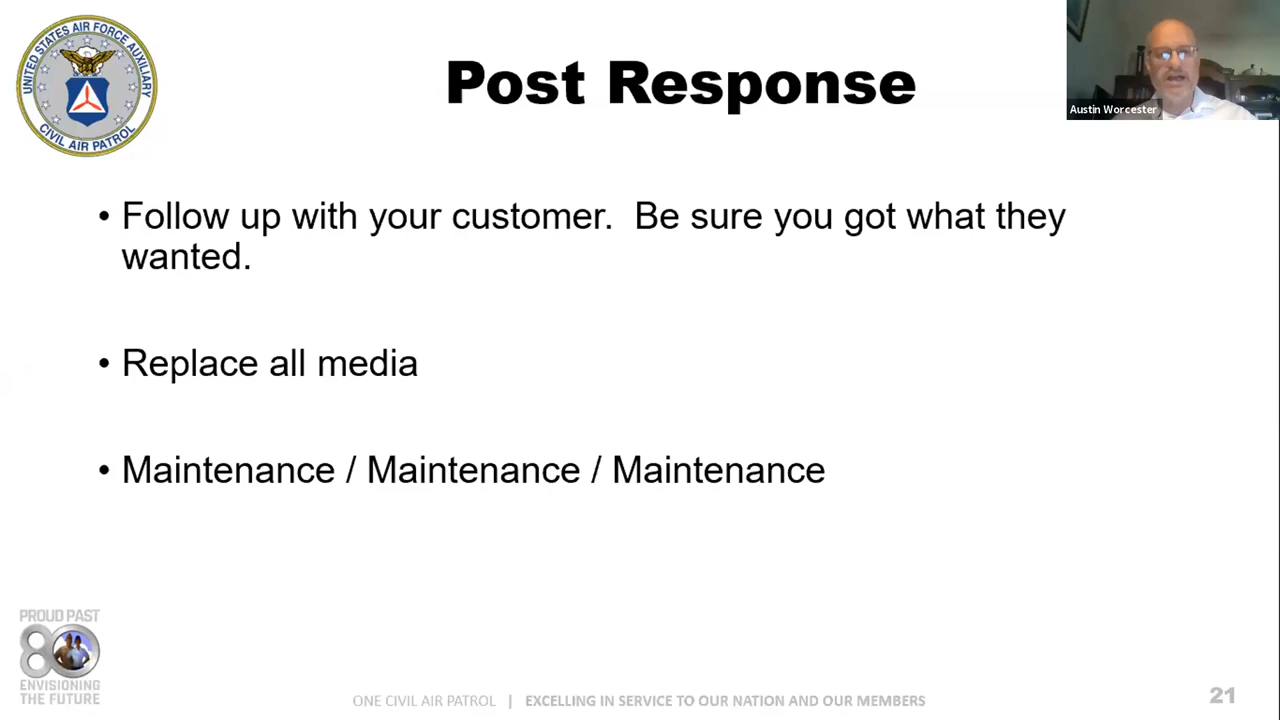 UNITED STATES AIR FORCE AUXILIARY
CIVIL AIR PATROL
Post Response
Austin Worcester
• Follow up with your customer.  Be sure you got what they
wanted.
• Replace all media
• Maintenance / Maintenance / Maintenance
PROUD PAST
80
ENVISIONING
THE FUTURE
ONE CIVIL AIR PATROL | EXCELLING IN SERVICE TO OUR NATION AND OUR MEMBERS
21